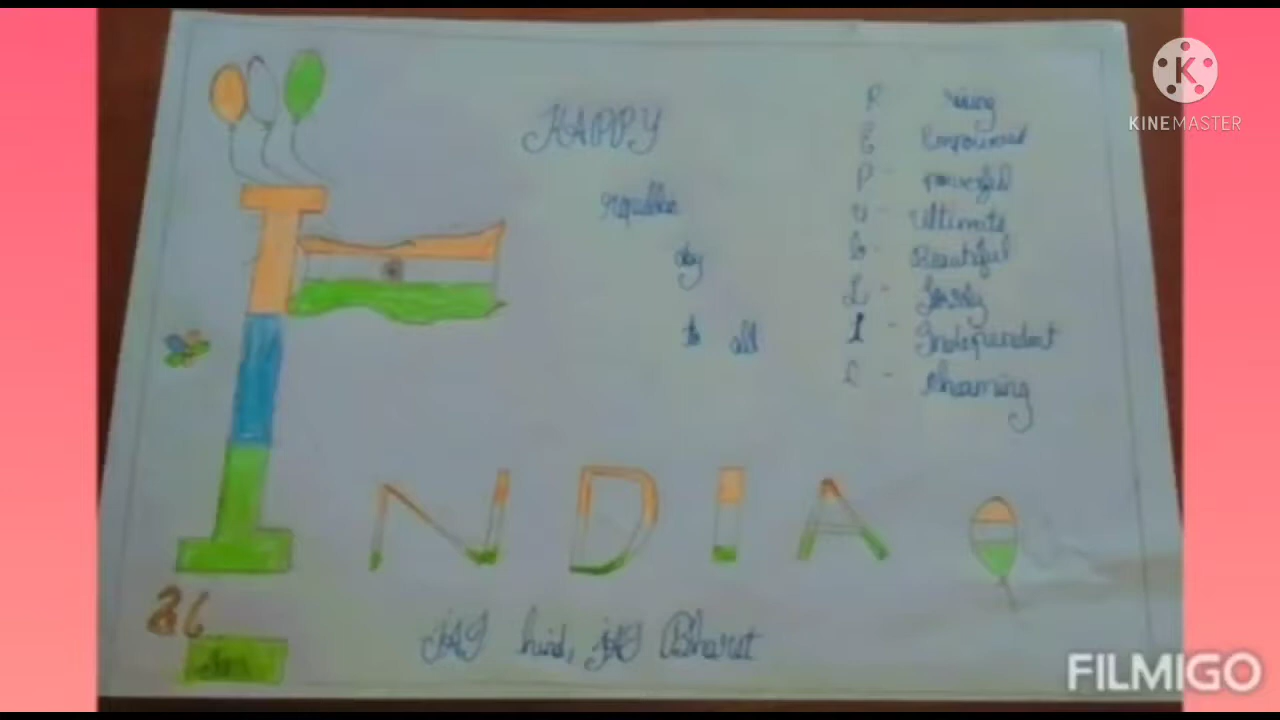 HAPPY
republic
day
to all
R - rising
E - Empowered
P - powerful
U - Ultimate
B - Beautiful
L - lovely
I - Independent
C - charming
INDIA
26
Jan
JAI hind, JAI Bharat
KINEMASTER
FILMIGO